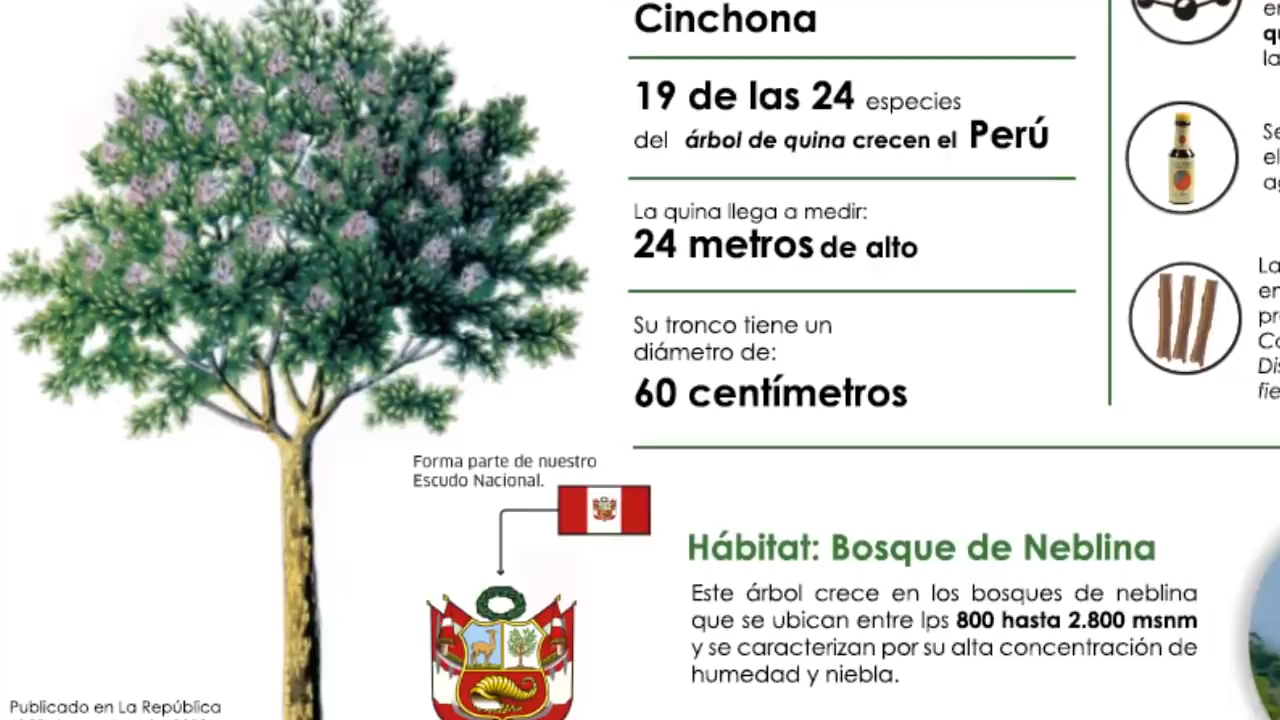 Cinchona
19 de las 24 especies
del árbol de quina crecen el Perú
La quina llega a medir:
24 metros de alto
Su tronco tiene un
diámetro de:
60 centímetros
Forma parte de nuestro
Escudo Nacional.
Hábitat: Bosque de Neblina
Este árbol crece en los bosques de neblina
que se ubican entre lps 800 hasta 2.800 msnm
y se caracterizan por su alta concentración de
humedad y niebla.
Publicado en La República